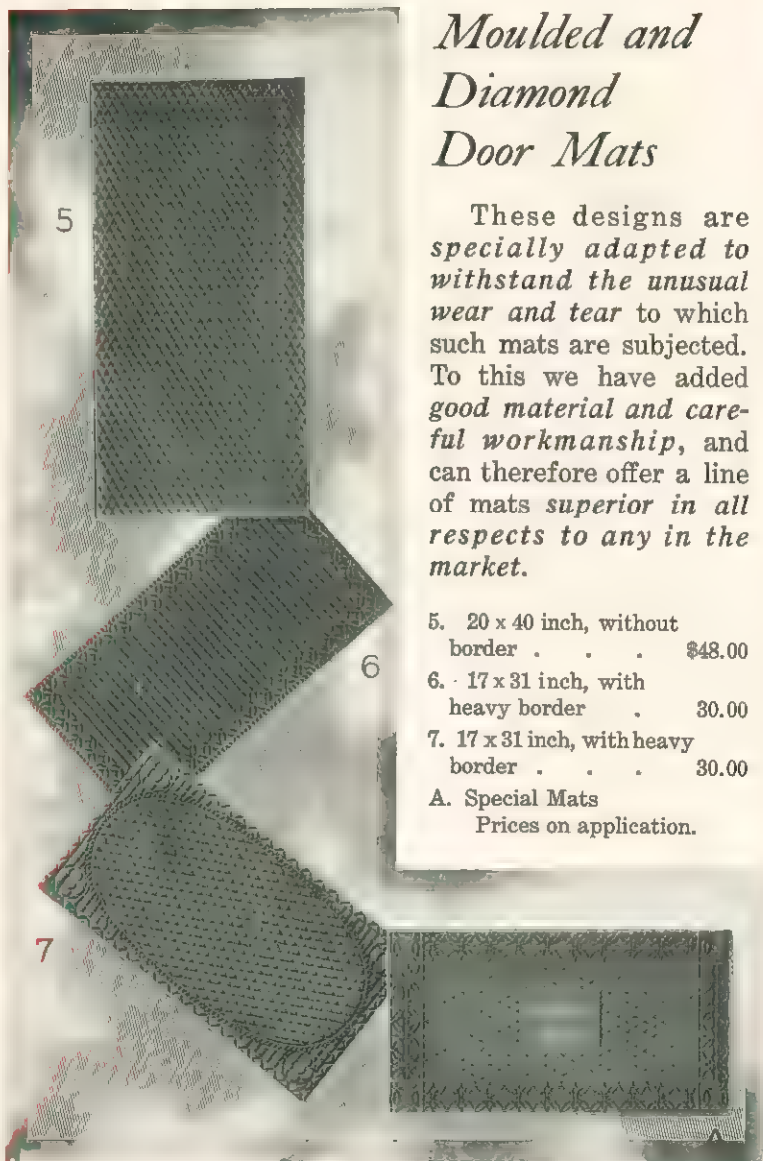 Moulded and
Diamond
Door Mats
These designs are
specially adapted to
withstand the unusual
wear and tear to which
such mats are subjected.
To this we have added
good material and care-
ful workmanship, and
can therefore offer a line
of mats superior in all
respects to any in the
market.
5. 20 x 40 inch, without
border . . . $48.00
6. 17 x 31 inch, with
heavy border . 30.00
7. 17 x 31 inch, with heavy
border . . . 30.00
A. Special Mats
Prices on application.
5
6
7
A